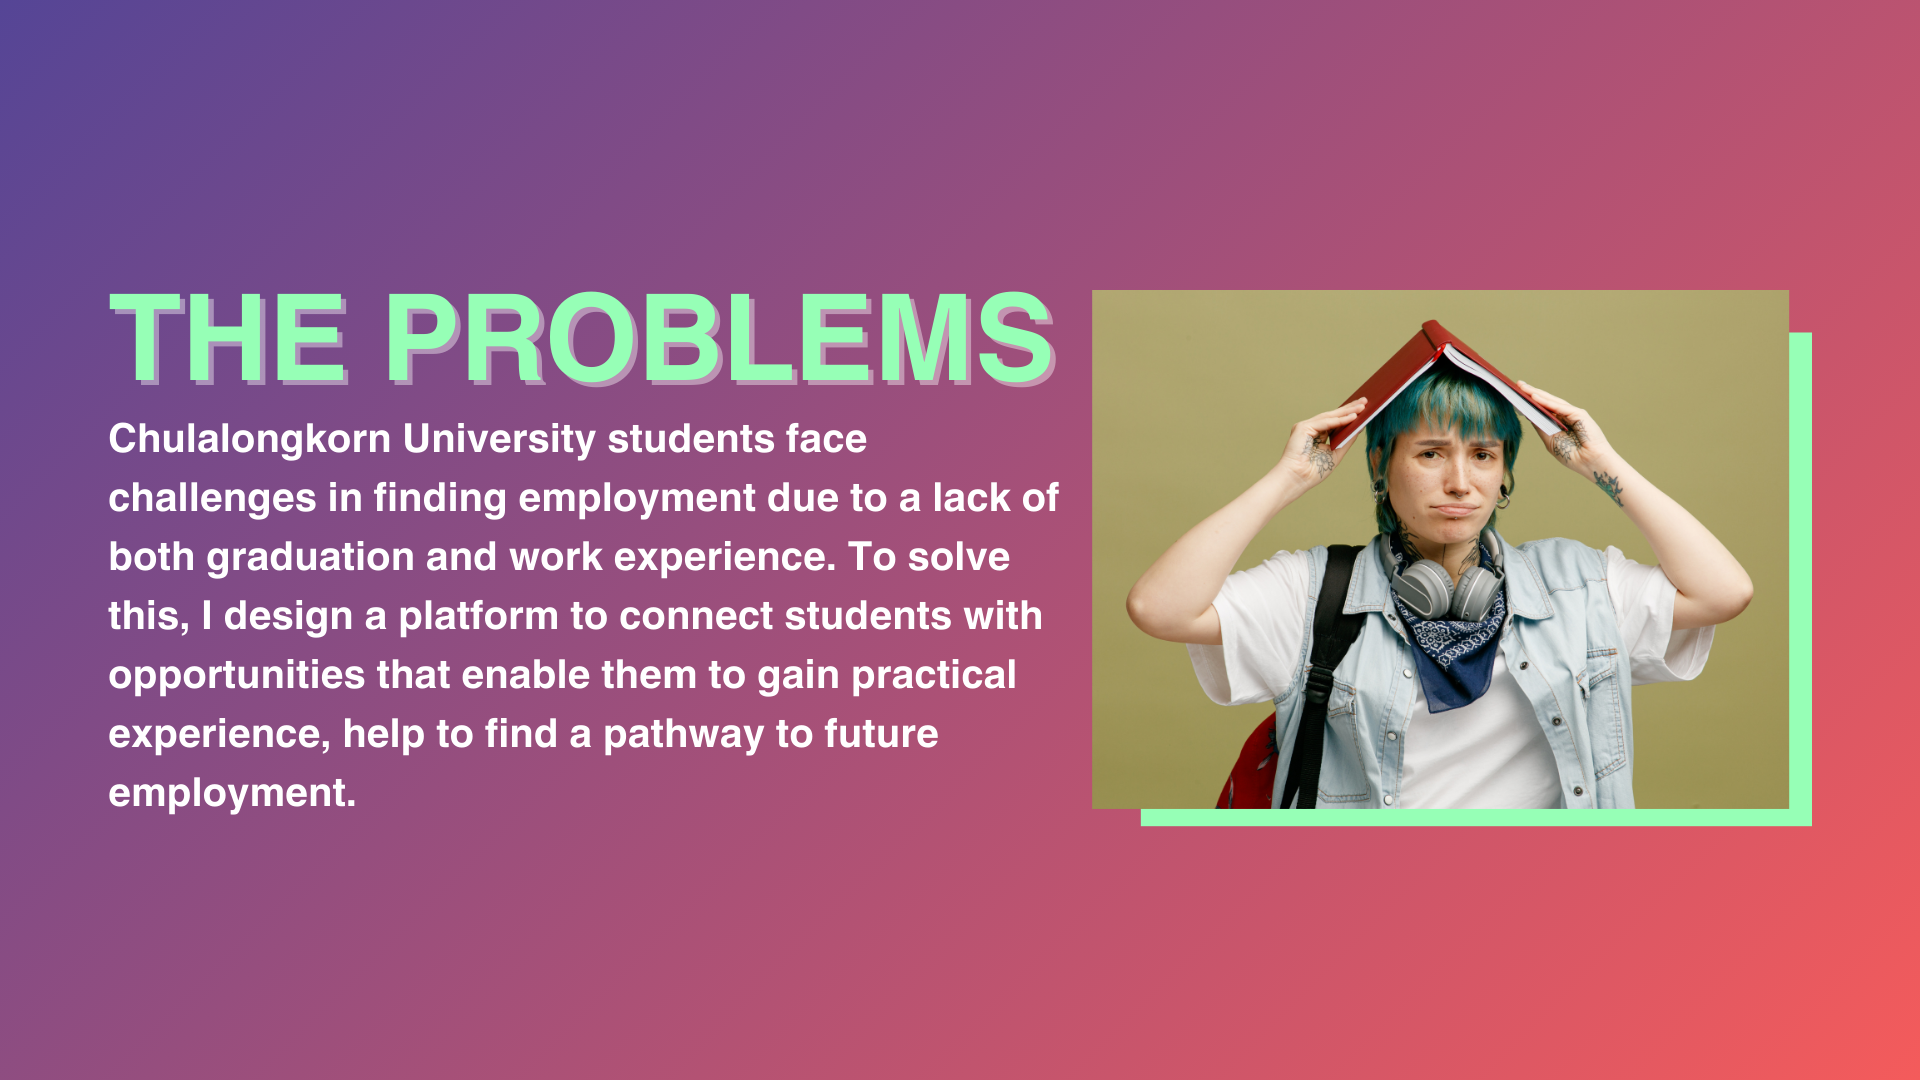 THE PROBLEMS
Chulalongkorn University students face
challenges in finding employment due to a lack of
both graduation and work experience. To solve
this, I design a platform to connect students with
opportunities that enable them to gain practical
experience, help to find a pathway to future
employment.